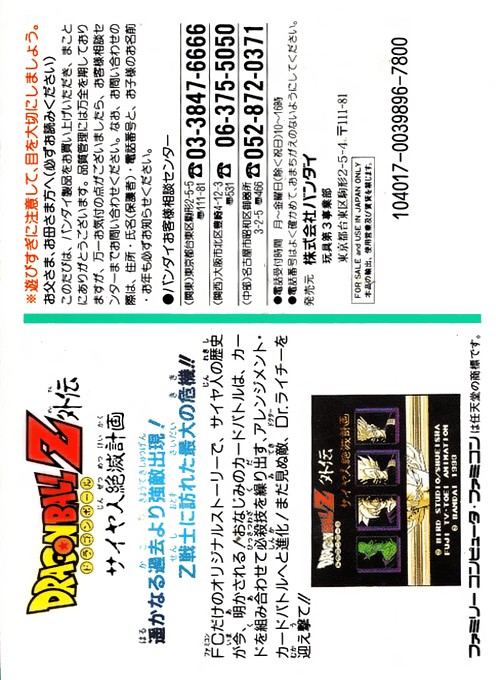 DRAGONBALL Z 外伝
ドラゴンボール
サイヤ人絶滅計画
遥かなる過去より強敵出現!
Z戦士に訪れた最大の危機!!
FCだけのオリジナルストーリーで、サイヤ人の歴史
が今、明かされる!おなじみのカードバトルは、カー
ドを組み合わせて必殺技を繰り出す、アレンジメント・
カードバトルへと進化!まだ見ぬ敵、Dr.ライチーを
迎え撃て!!
DRAGONBALL Z 外伝
サイヤ人絶滅計画
© BIRD STUDIO/SHUEISHA
FUJI TV・TOEI ANIMATION
© BANDAI 1993
ファミリーコンピュータ・ファミコンは任天堂の商標です。
※遊びすぎに注意して、目を大切にしましょう。
お父さま、お母さま方へ(必ずお読みください)
このたびは、バンダイ製品をお買い上げいただき、まこと
にありがとうございます。品質管理には万全を期しており
ますが、万一お気付の点がございましたら、お客様相談セ
ンターまでお問い合わせください。なお、お問い合わせの
際は、住所・氏名(保護者)・電話番号と、お子様のお名前
・お年も必ずお知らせください。
●バンダイお客様相談センター
(関東)東京都台東区駒形2-5-5 〠111-81 ☎03-3847-6666
(関西)大阪市北区豊崎4-12-3 〠531 ☎06-375-5050
(中部)名古屋市昭和区御器所3-2-5 〠466 ☎052-872-0371
●電話受付時間 月~金曜日(除く祝日)10~16時
●電話番号はよく確かめて、おまちがえのないようにしてください。
発売元 株式会社バンダイ
玩具第3事業部
東京都台東区駒形2-5-4. 〒111-81
FOR SALE and USE IN JAPAN ONLY
本品の輸出、使用営業及び賃貸を禁じます。
104017-0039896-7800